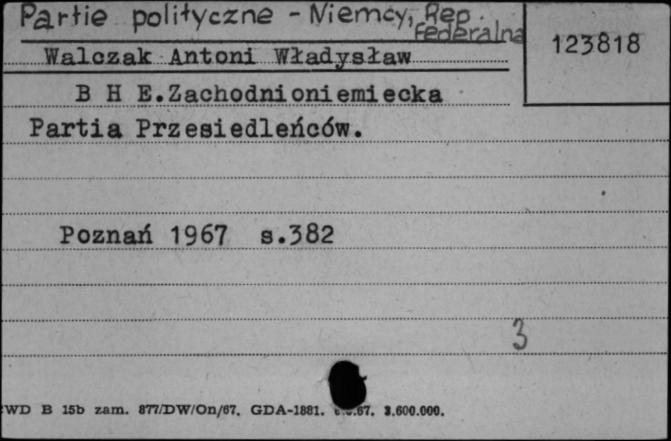 Partie polityczne - Niemcy, Rep.
Federalna
123818
Walczak Antoni Władysław
B H E.Zachodnioniemiecka
Partia Przesiedleńców.
Poznań 1967 s.382
3
WD B 15b zam. 877/DW/On/67. GDA-1881. 67. 3.600.000.